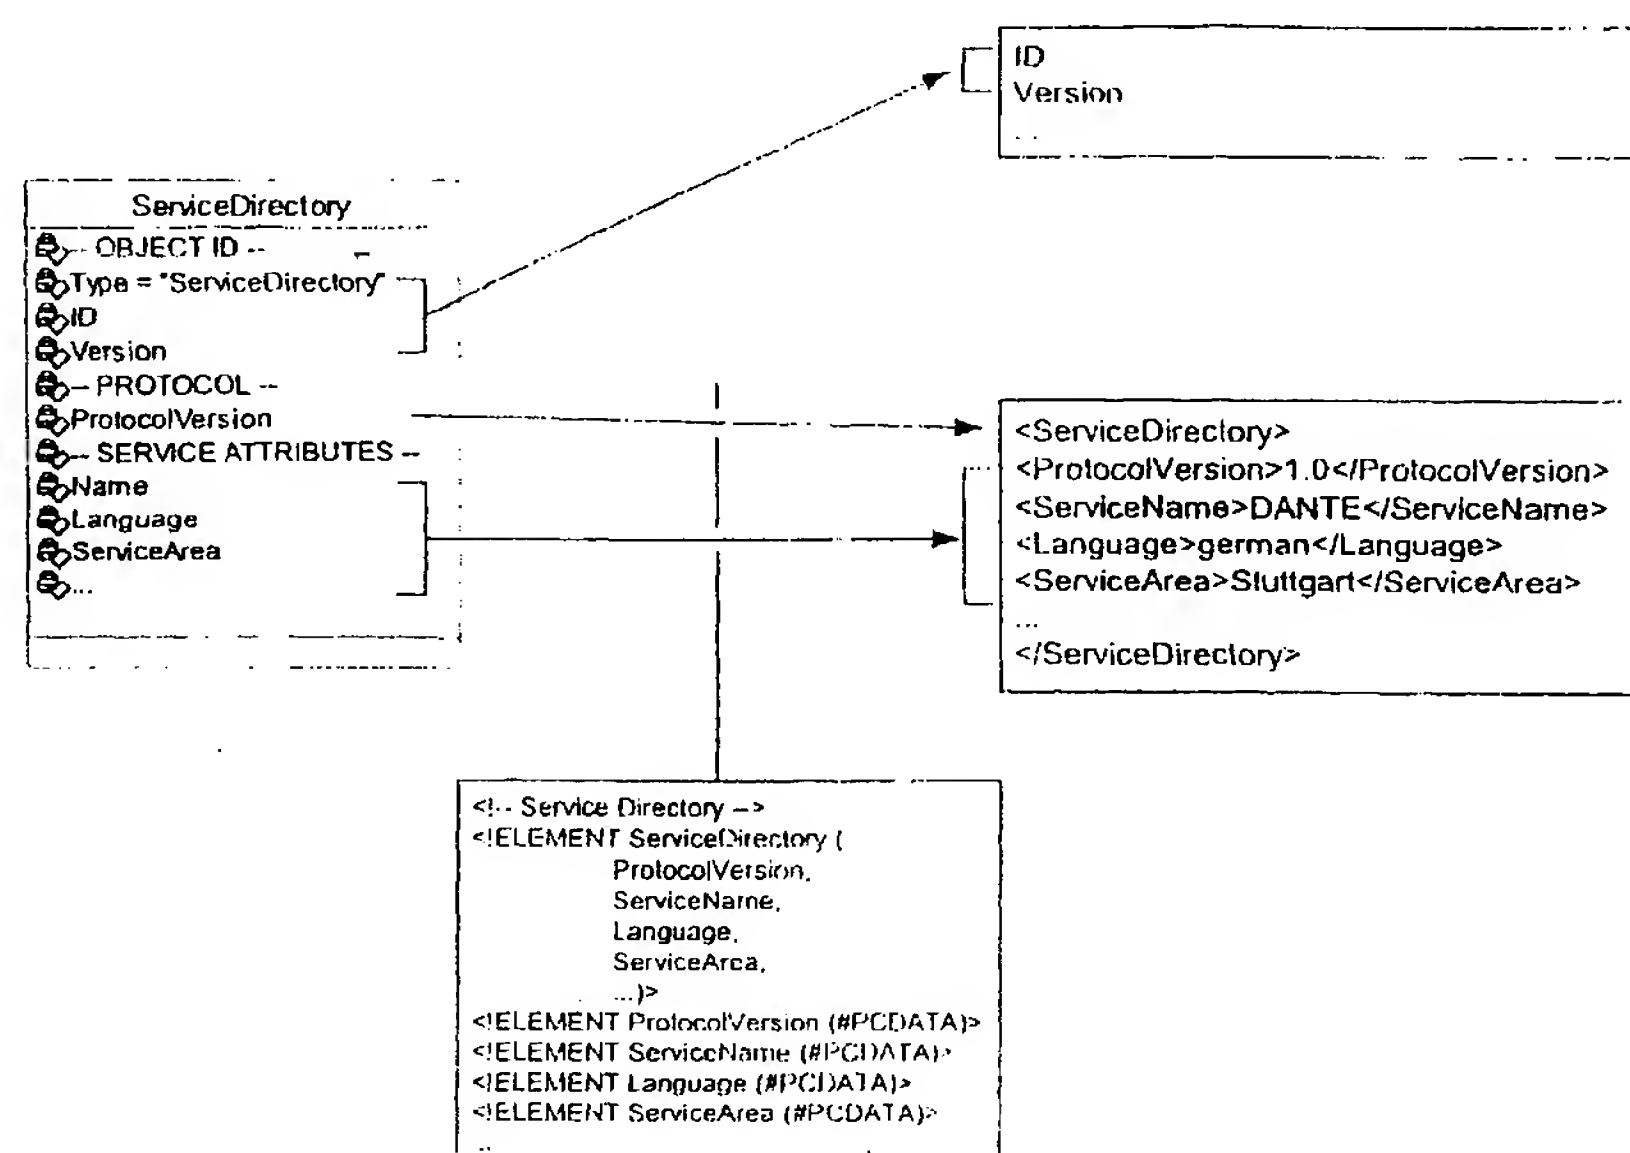 ID
Version
. .
ServiceDirectory
-- OBJECT ID --
Type = "ServiceDirectory"
ID
Version
-- PROTOCOL --
ProtocolVersion
-- SERVICE ATTRIBUTES --
Name
Language
ServiceArea
...
<ServiceDirectory>
<ProtocolVersion>1.0</ProtocolVersion>
<ServiceName>DANTE</ServiceName>
<Language>german</Language>
<ServiceArea>Stuttgart</ServiceArea>
...
</ServiceDirectory>
<!-- Service Directory -->
<!ELEMENT ServiceDirectory (
ProtocolVersion,
ServiceName,
Language,
ServiceArea,
...)>
<!ELEMENT ProtocolVersion (#PCDATA)>
<!ELEMENT ServiceName (#PCDATA)>
<!ELEMENT Language (#PCDATA)>
<!ELEMENT ServiceArea (#PCDATA)>
..